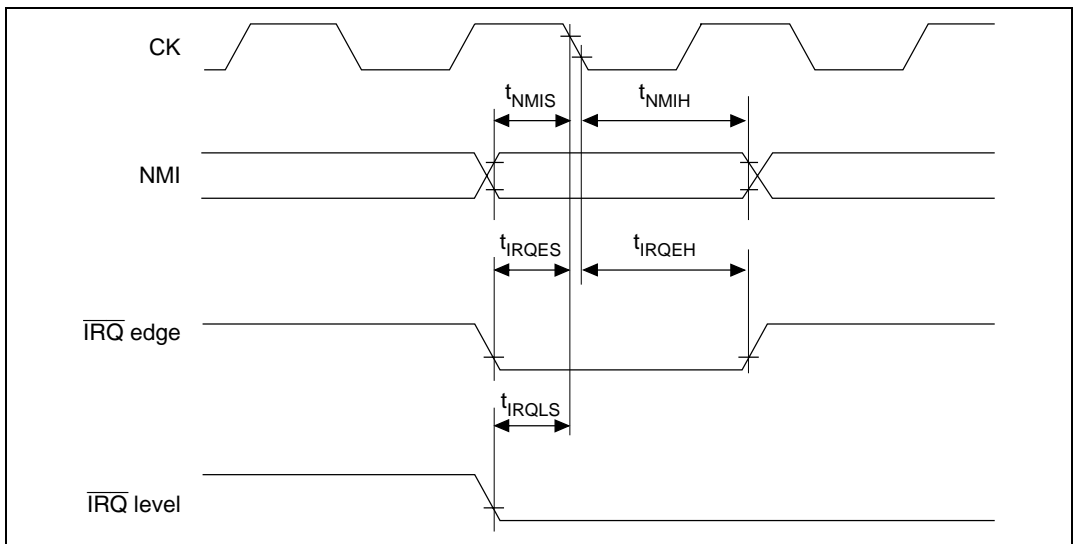 CK
tNMIS tNMIH
NMI
tIRQES tIRQEH
IRQ edge
tIRQLS
IRQ level